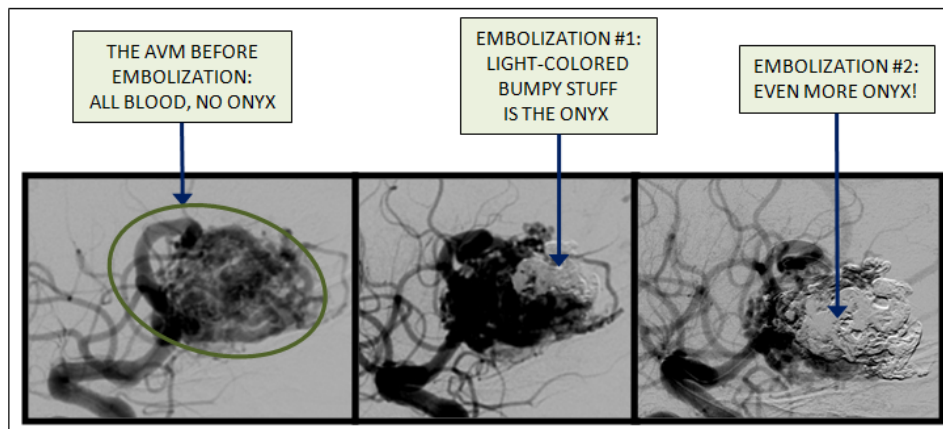 THE AVM BEFORE
EMBOLIZATION:
ALL BLOOD, NO ONYX
EMBOLIZATION #1:
LIGHT-COLORED
BUMPY STUFF
IS THE ONYX
EMBOLIZATION #2:
EVEN MORE ONYX!